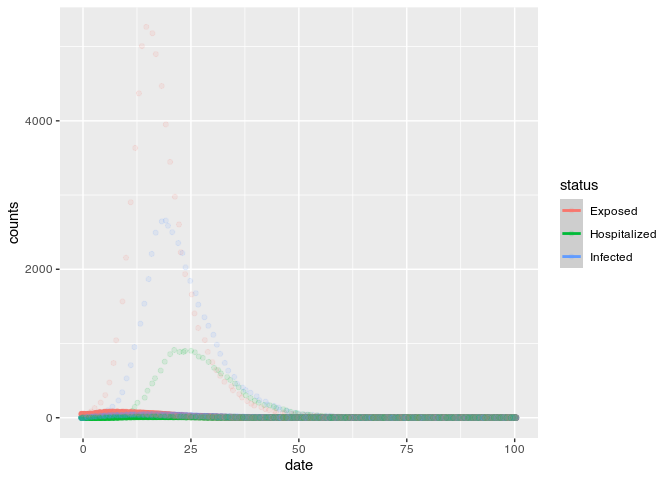 counts
4000
2000
0
0
25
50
75
100
date
status
Exposed
Hospitalized
Infected